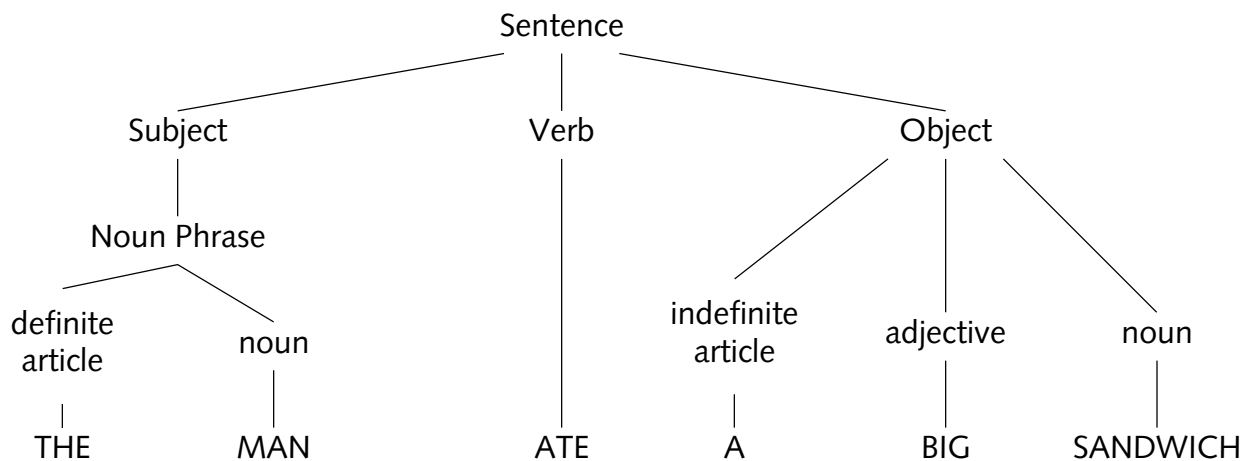 Sentence
Subject Verb Object
Noun Phrase
definite article noun indefinite article adjective noun
THE MAN ATE A BIG SANDWICH